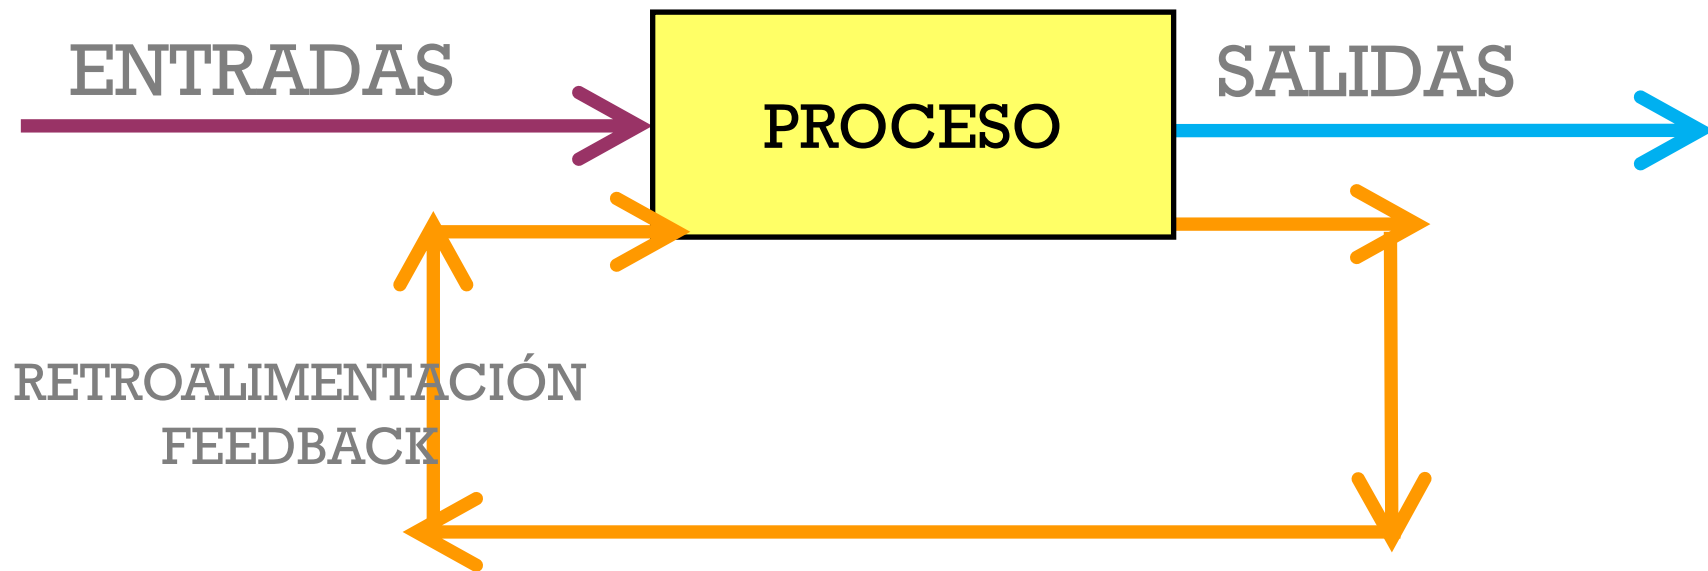 ENTRADAS
PROCESO
SALIDAS
RETROALIMENTACIÓN
FEEDBACK